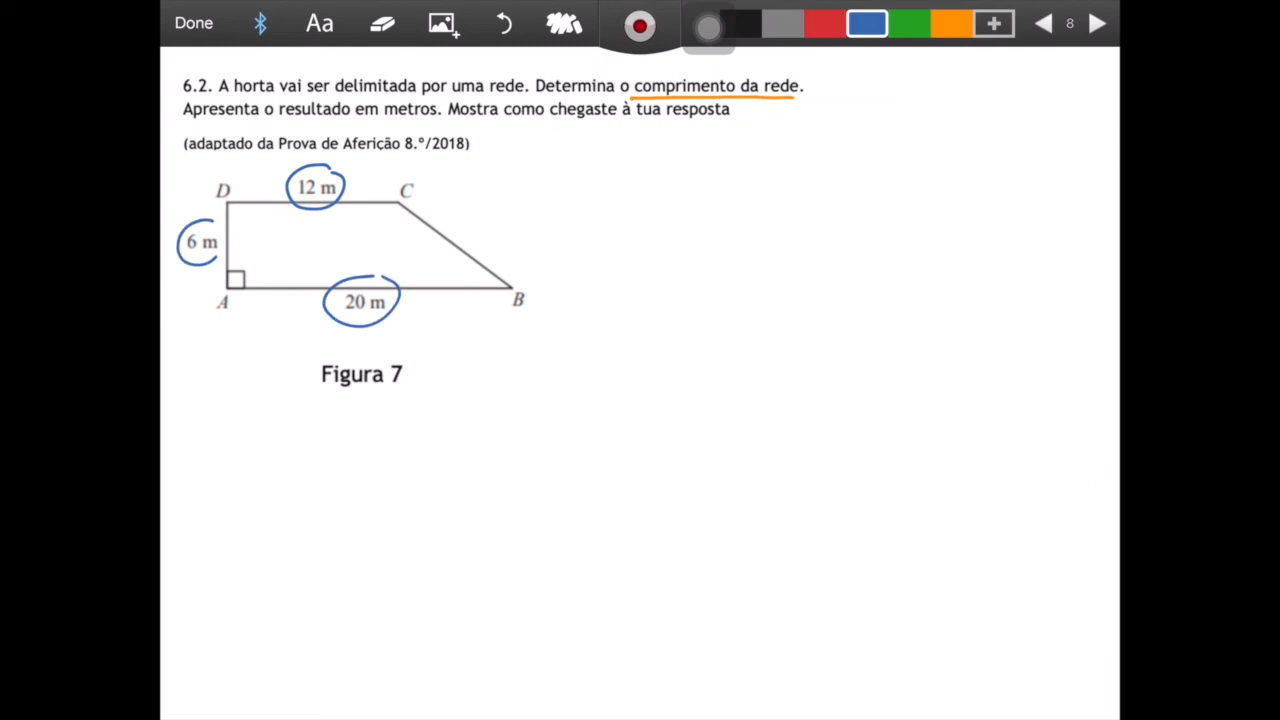 Done
Aa
8
6.2. A horta vai ser delimitada por uma rede. Determina o comprimento da rede.
Apresenta o resultado em metros. Mostra como chegaste à tua resposta
(adaptado da Prova de Aferição 8.º/2018)
D
12 m
C
6 m
A
20 m
B
Figura 7